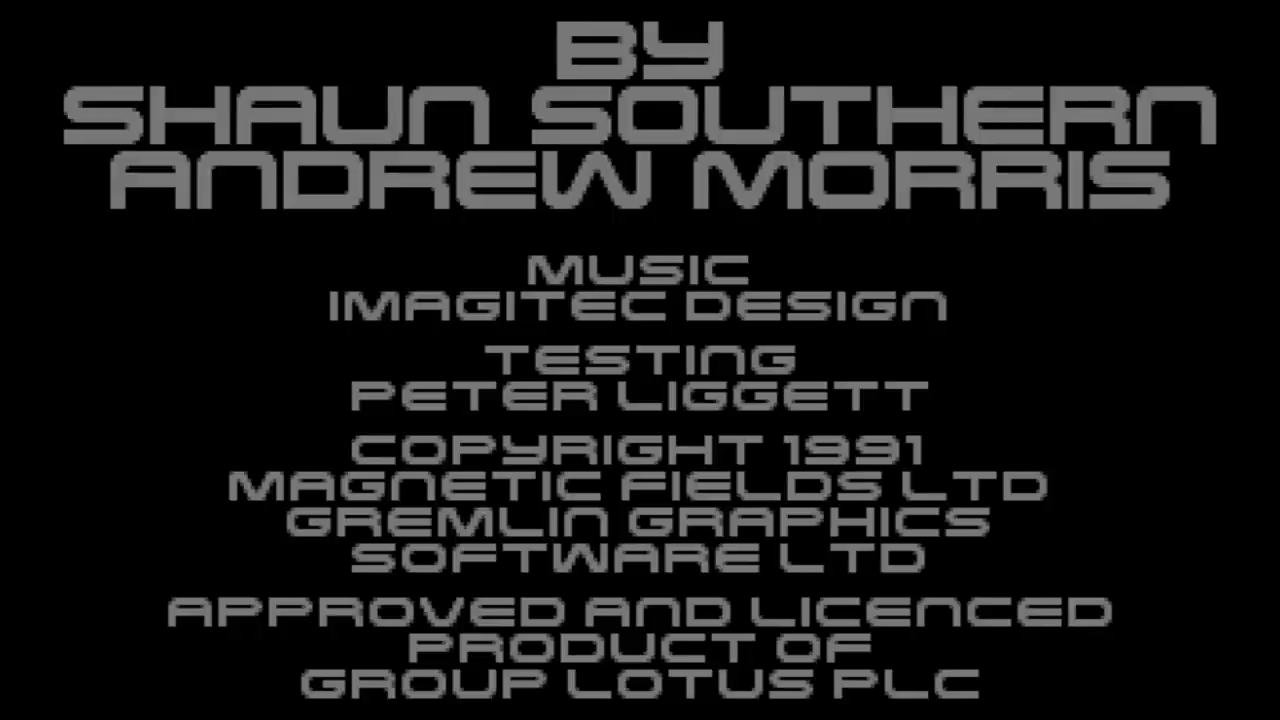 BY
SHAUN SOUTHERN
ANDREW MORRIS
MUSIC
IMAGITEC DESIGN
TESTING
PETER LIGGETT
COPYRIGHT 1991
MAGNETIC FIELDS LTD
GREMLIN GRAPHICS
SOFTWARE LTD
APPROVED AND LICENCED
PRODUCT OF
GROUP LOTUS PLC